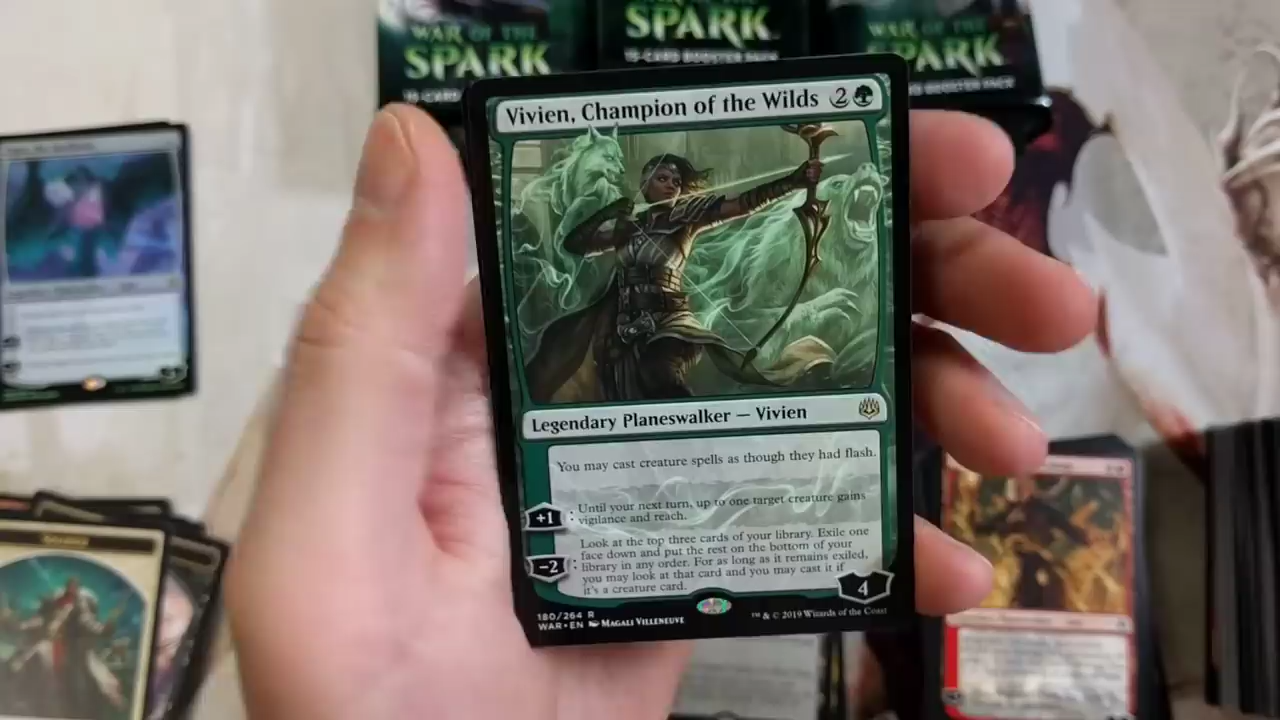 WAR OF THE
SPARK
15-CARD
SPARK
15-CARD BOOSTER PACK
WAR OF THE
SPARK
BOOSTER PACK
Vivien, Champion of the Wilds 2
Legendary Planeswalker — Vivien
You may cast creature spells as though they had flash.
+1 : Until your next turn, up to one target creature gains
vigilance and reach.
−2 : Look at the top three cards of your library. Exile one
face down and put the rest on the bottom of your
library in any order. For as long as it remains exiled,
you may look at that card and you may cast it if
it's a creature card.
4
180/264 R
WAR • EN MAGALI VILLENEUVE
™ & © 2019 Wizards of the Coast